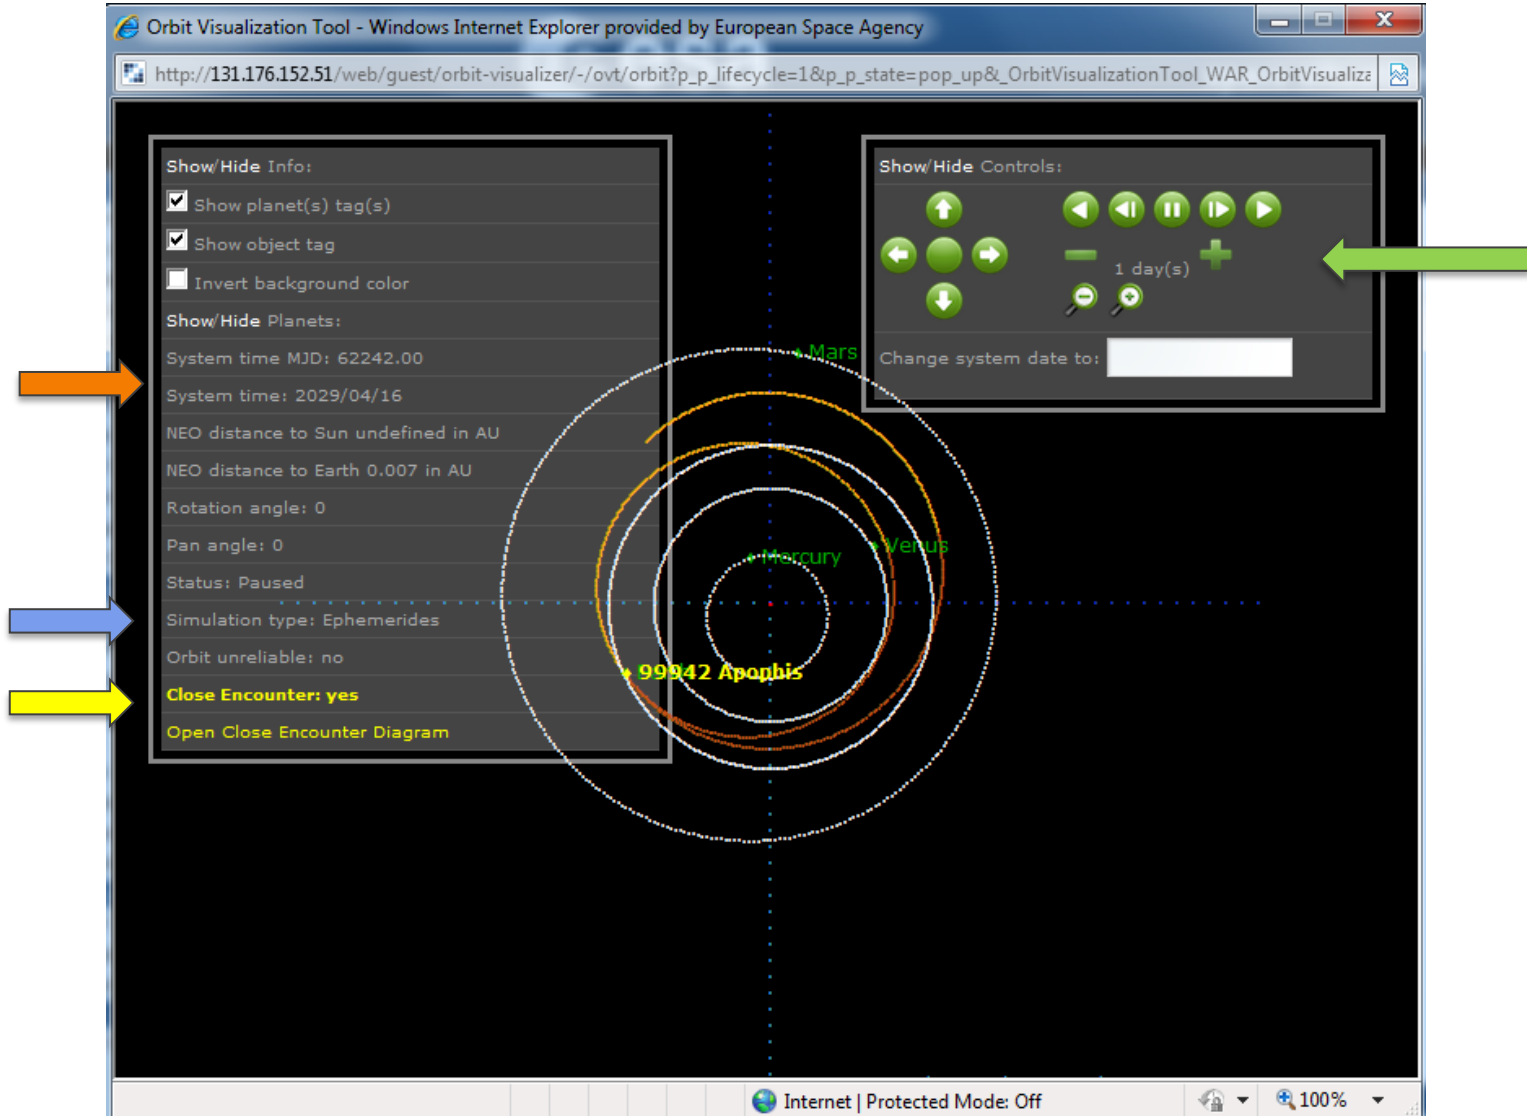 Orbit Visualization Tool - Windows Internet Explorer provided by European Space Agency
http://131.176.152.51/web/guest/orbit-visualizer/-/ovt/orbit?p_p_lifecycle=1&p_p_state=pop_up&_OrbitVisualizationTool_WAR_OrbitVisualiza
Show/Hide Info:
Show planet(s) tag(s)
Show object tag
Invert background color
Show/Hide Planets:
System time MJD: 62242.00
System time: 2029/04/16
NEO distance to Sun undefined in AU
NEO distance to Earth 0.007 in AU
Rotation angle: 0
Pan angle: 0
Status: Paused
Simulation type: Ephemerides
Orbit unreliable: no
Close Encounter: yes
Open Close Encounter Diagram
Show/Hide Controls:
1 day(s)
Change system date to:
Mars
Venus
Mercury
99942 Apophis
Internet | Protected Mode: Off
100%